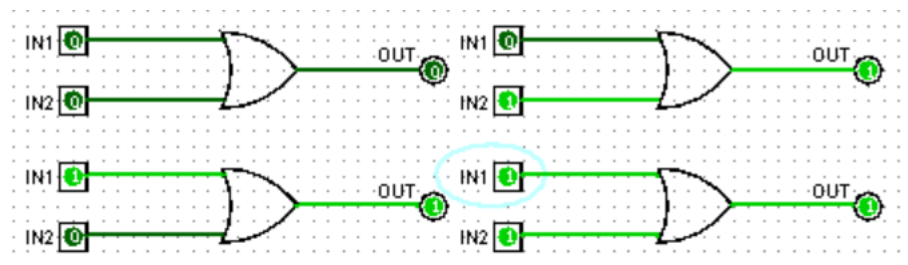 IN1 0 OUT 0 IN1 0 OUT 1
IN2 0 IN2 1
IN1 1 OUT 1 IN1 1 OUT 1
IN2 0 IN2 1